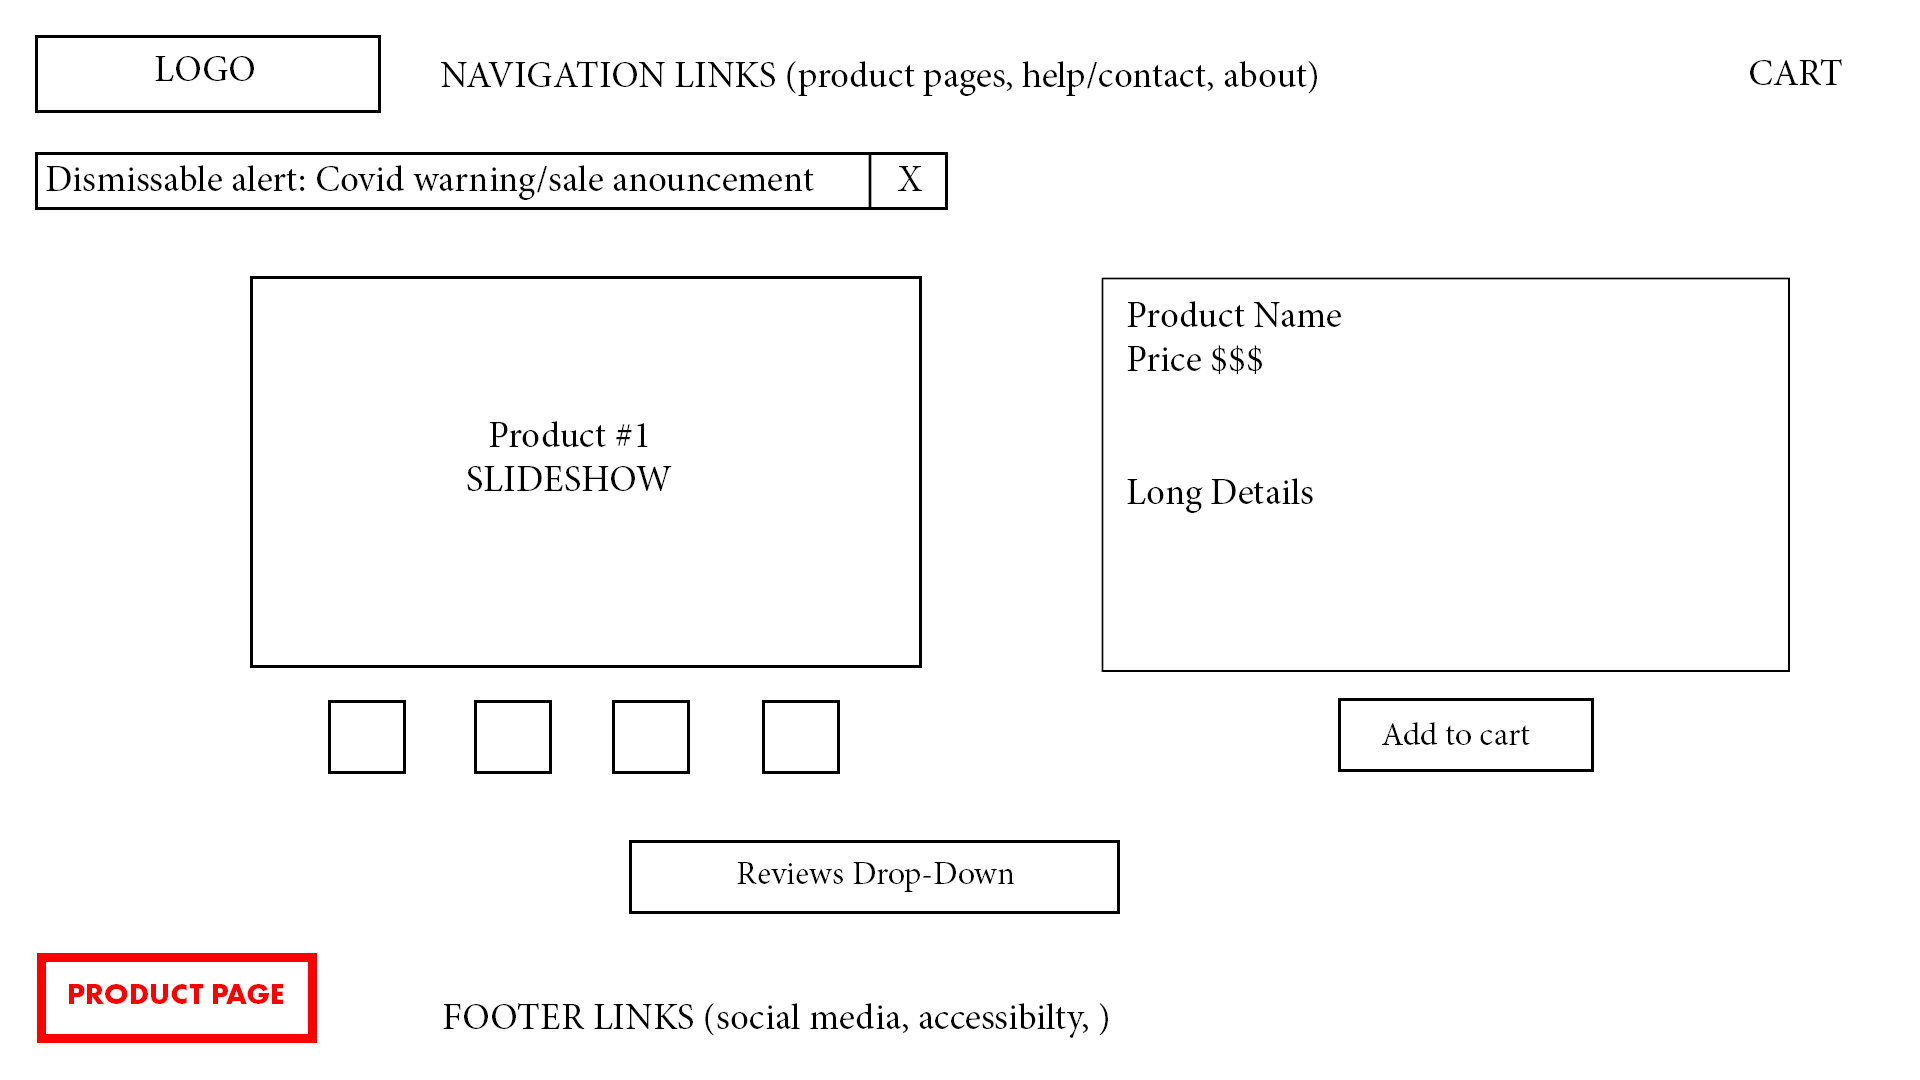 LOGO
NAVIGATION LINKS (product pages, help/contact, about)
CART
Dismissable alert: Covid warning/sale anouncement
X
Product #1
SLIDESHOW
Product Name
Price $$$
Long Details
Add to cart
Reviews Drop-Down
PRODUCT PAGE
FOOTER LINKS (social media, accessibilty, )